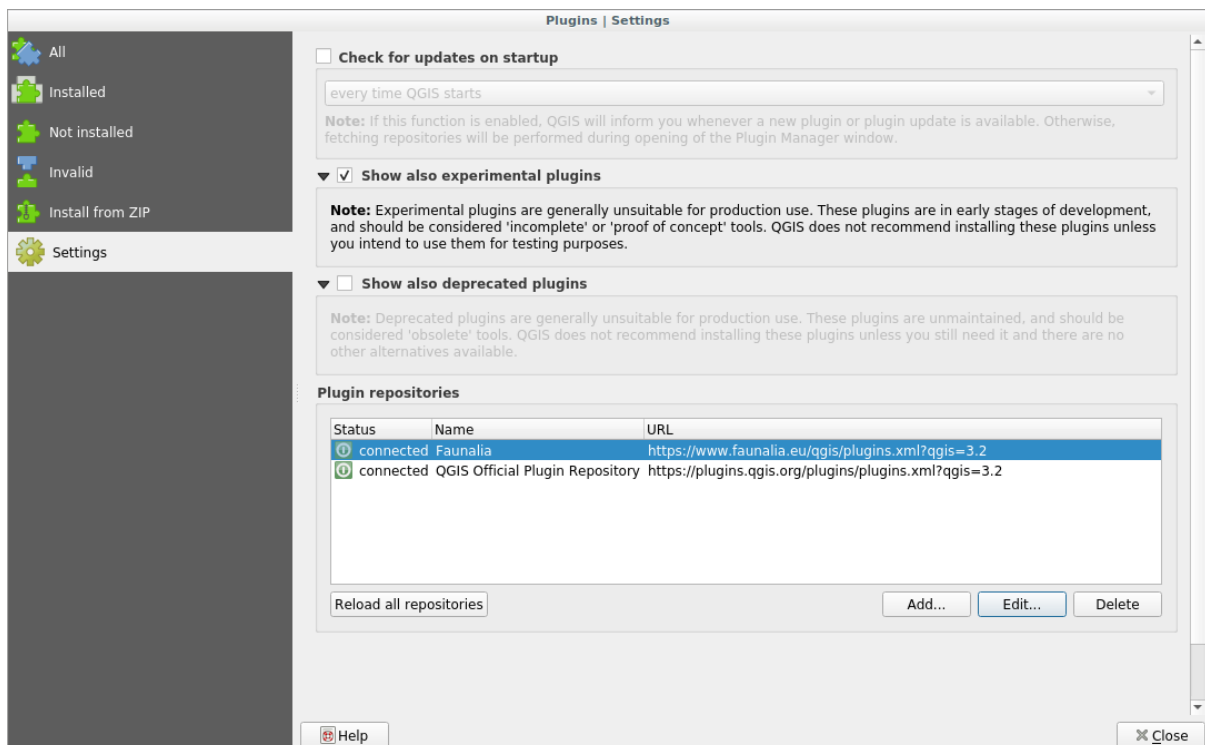 Plugins | Settings
All
Installed
Not installed
Invalid
Install from ZIP
Settings
Check for updates on startup
every time QGIS starts
Note: If this function is enabled, QGIS will inform you whenever a new plugin or plugin update is available. Otherwise,
fetching repositories will be performed during opening of the Plugin Manager window.
Show also experimental plugins
Note: Experimental plugins are generally unsuitable for production use. These plugins are in early stages of development,
and should be considered 'incomplete' or 'proof of concept' tools. QGIS does not recommend installing these plugins unless
you intend to use them for testing purposes.
Show also deprecated plugins
Note: Deprecated plugins are generally unsuitable for production use. These plugins are unmaintained, and should be
considered 'obsolete' tools. QGIS does not recommend installing these plugins unless you still need it and there are no
other alternatives available.
Plugin repositories
Status Name URL
connected Faunalia https://www.faunalia.eu/qgis/plugins.xml?qgis=3.2
connected QGIS Official Plugin Repository https://plugins.qgis.org/plugins/plugins.xml?qgis=3.2
Reload all repositories Add... Edit... Delete
Help Close